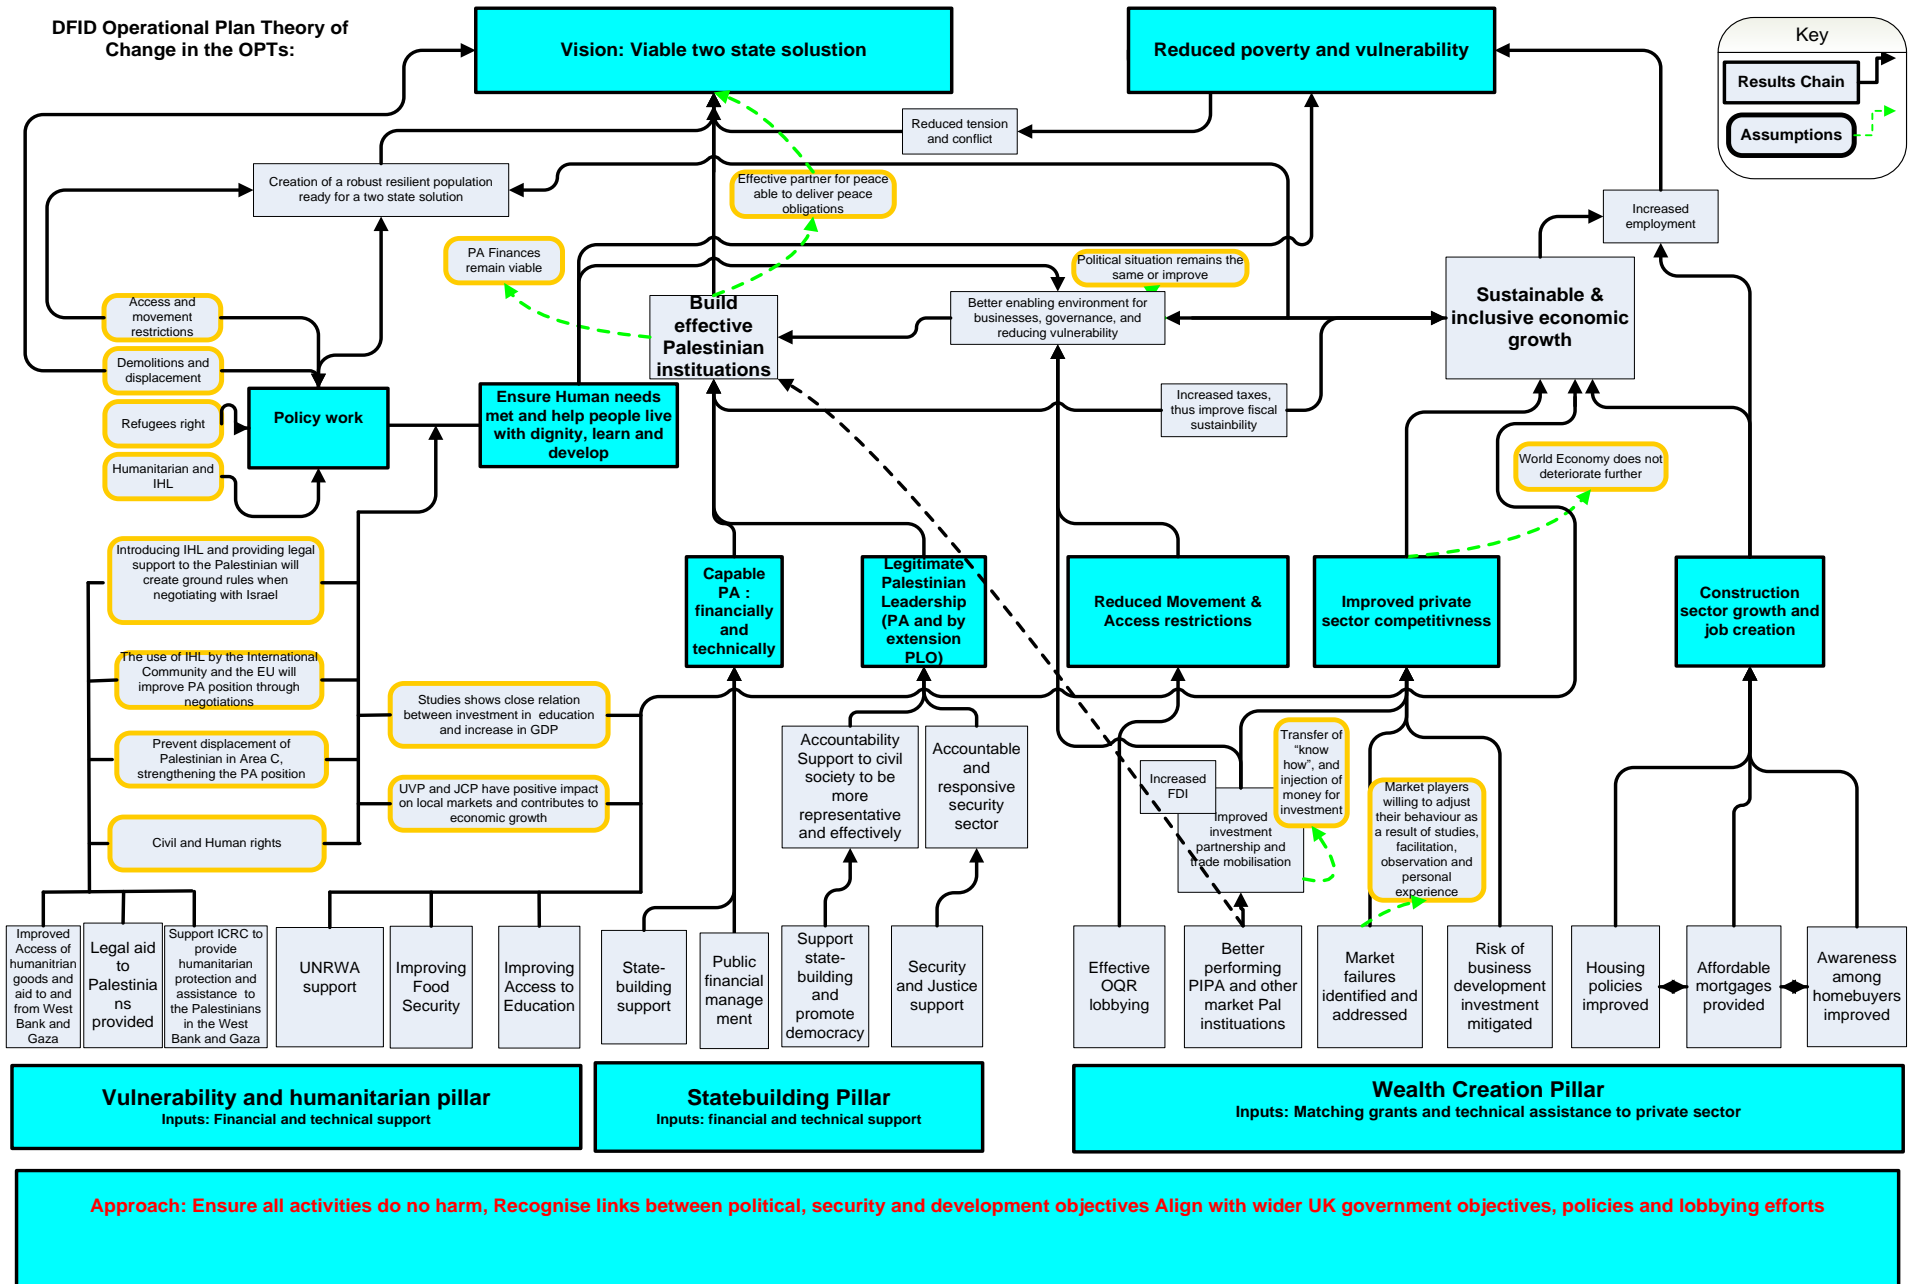 DFID Operational Plan Theory of
Change in the OPTs:
Vision: Viable two state solustion
Reduced poverty and vulnerability
Key
Results Chain
Assumptions
Reduced tension
and conflict
Creation of a robust resilient population
ready for a two state solution
Effective partner for peace
able to deliver peace
obligations
Increased
employment
PA Finances
remain viable
Political situation remains the
same or improve
Access and
movement
restrictions
Build
effective
Palestinian
instituations
Better enabling environment for
businesses, governance, and
reducing vulnerability
Sustainable &
inclusive economic
growth
Demolitions and
displacement
Policy work
Ensure Human needs
met and help people live
with dignity, learn and
develop
Increased taxes,
thus improve fiscal
sustainbility
Refugees right
Humanitarian and
IHL
World Economy does not
deteriorate further
Introducing IHL and providing legal
support to the Palestinian will
create ground rules when
negotiating with Israel
Capable
PA :
financially
and
technically
Legitimate
Palestinian
Leadership
(PA and by
extension
PLO)
Reduced Movement &
Access restrictions
Improved private
sector competitivness
Construction
sector growth and
job creation
The use of IHL by the International
Community and the EU will
improve PA position through
negotiations
Studies shows close relation
between investment in education
and increase in GDP
Prevent displacement of
Palestinian in Area C,
strengthening the PA position
UVP and JCP have positive impact
on local markets and contributes to
economic growth
Civil and Human rights
Accountability
Support to civil
society to be
more
representative
and effectively
Accountable
and
responsive
security
sector
Increased
FDI
Improved
investment
partnership and
trade mobilisation
Transfer of
“know
how”, and
injection of
money for
investment
Market players
willing to adjust
their behaviour as
a result of studies,
facilitation,
observation and
personal
experience
Improved
Access of
humanitrian
goods and
aid to and
from West
Bank and
Gaza
Legal aid
to
Palestinia
ns
provided
Support ICRC to
provide
humanitarian
protection and
assistance to
the Palestinians
in the West
Bank and Gaza
UNRWA
support
Improving
Food
Security
Improving
Access to
Education
State-
building
support
Public
financial
manage
ment
Support
state-
building
and
promote
democracy
Security
and Justice
support
Effective
OQR
lobbying
Better
performing
PIPA and other
market Pal
instituations
Market
failures
identified and
addressed
Risk of
business
development
investment
mitigated
Housing
policies
improved
Affordable
mortgages
provided
Awareness
among
homebuyers
improved
Vulnerability and humanitarian pillar
Inputs: Financial and technical support
Statebuilding Pillar
Inputs: financial and technical support
Wealth Creation Pillar
Inputs: Matching grants and technical assistance to private sector
Approach: Ensure all activities do no harm, Recognise links between political, security and development objectives Align with wider UK government objectives, policies and lobbying efforts